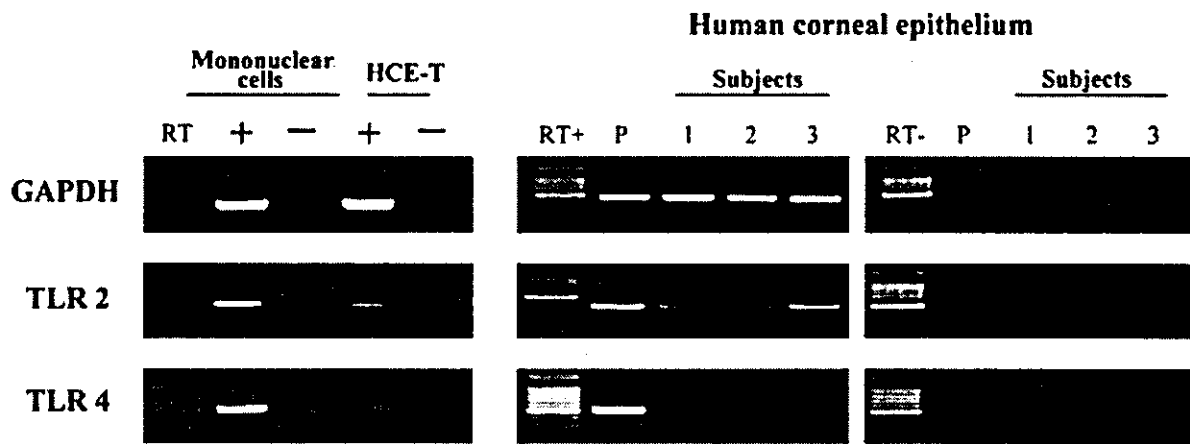 Human corneal epithelium
Mononuclear cells HCE-T Subjects Subjects
RT + − + − RT+ P 1 2 3 RT- P 1 2 3
GAPDH
TLR 2
TLR 4